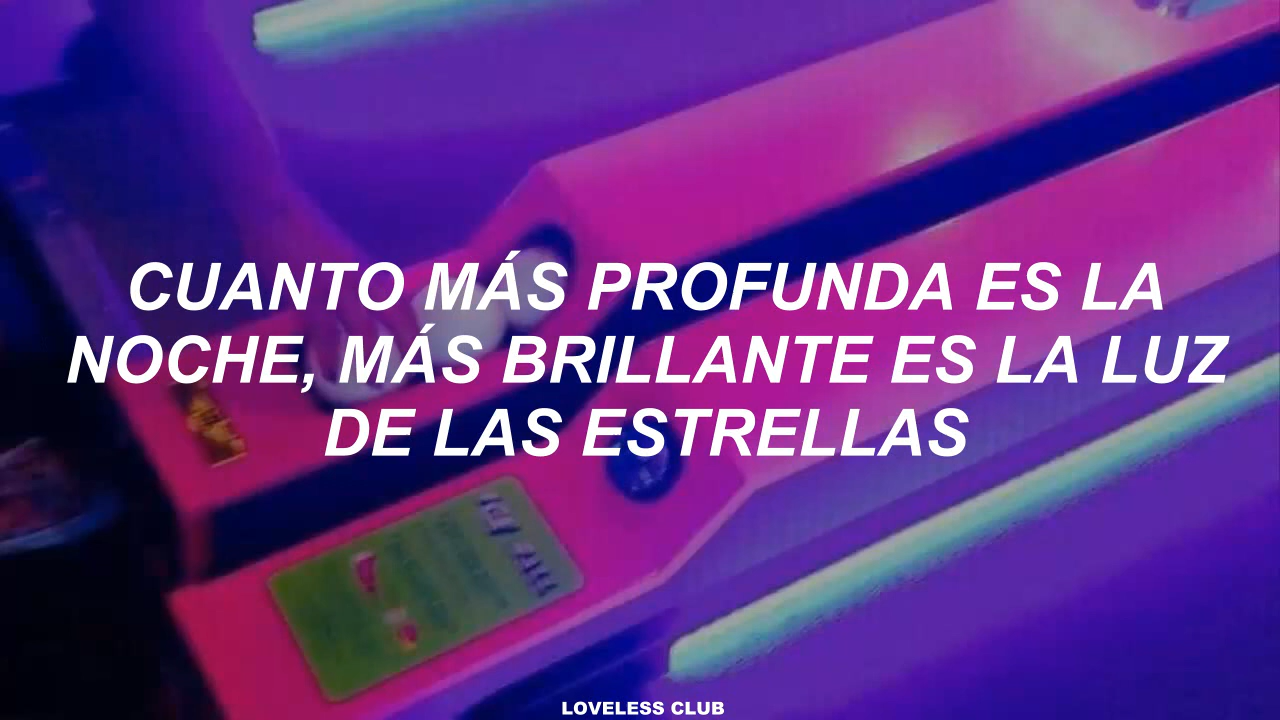 CUANTO MÁS PROFUNDA ES LA
NOCHE, MÁS BRILLANTE ES LA LUZ
DE LAS ESTRELLAS
LOVELESS CLUB